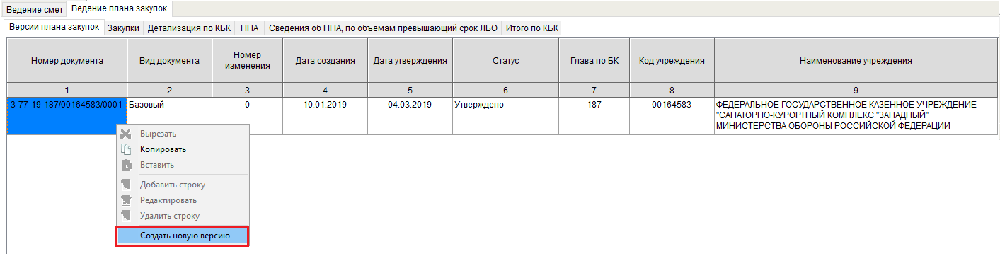 Ведение смет Ведение плана закупок
Версии плана закупок Закупки Детализация по КБК НПА Сведения об НПА, по объемам превышающий срок ЛБО Итого по КБК
Номер документа Вид документа Номер изменения Дата создания Дата утверждения Статус Глава по БК Код учреждения Наименование учреждения
1 2 3 4 5 6 7 8 9
3-77-19-187/00164583/0001 Базовый 0 10.01.2019 04.03.2019 Утверждено 187 00164583 ФЕДЕРАЛЬНОЕ ГОСУДАРСТВЕННОЕ КАЗЕННОЕ УЧРЕЖДЕНИЕ
"САНАТОРНО-КУРОРТНЫЙ КОМПЛЕКС "ЗАПАДНЫЙ"
МИНИСТЕРСТВА ОБОРОНЫ РОССИЙСКОЙ ФЕДЕРАЦИИ
Вырезать
Копировать
Вставить
Добавить строку
Редактировать
Удалить строку
Создать новую версию